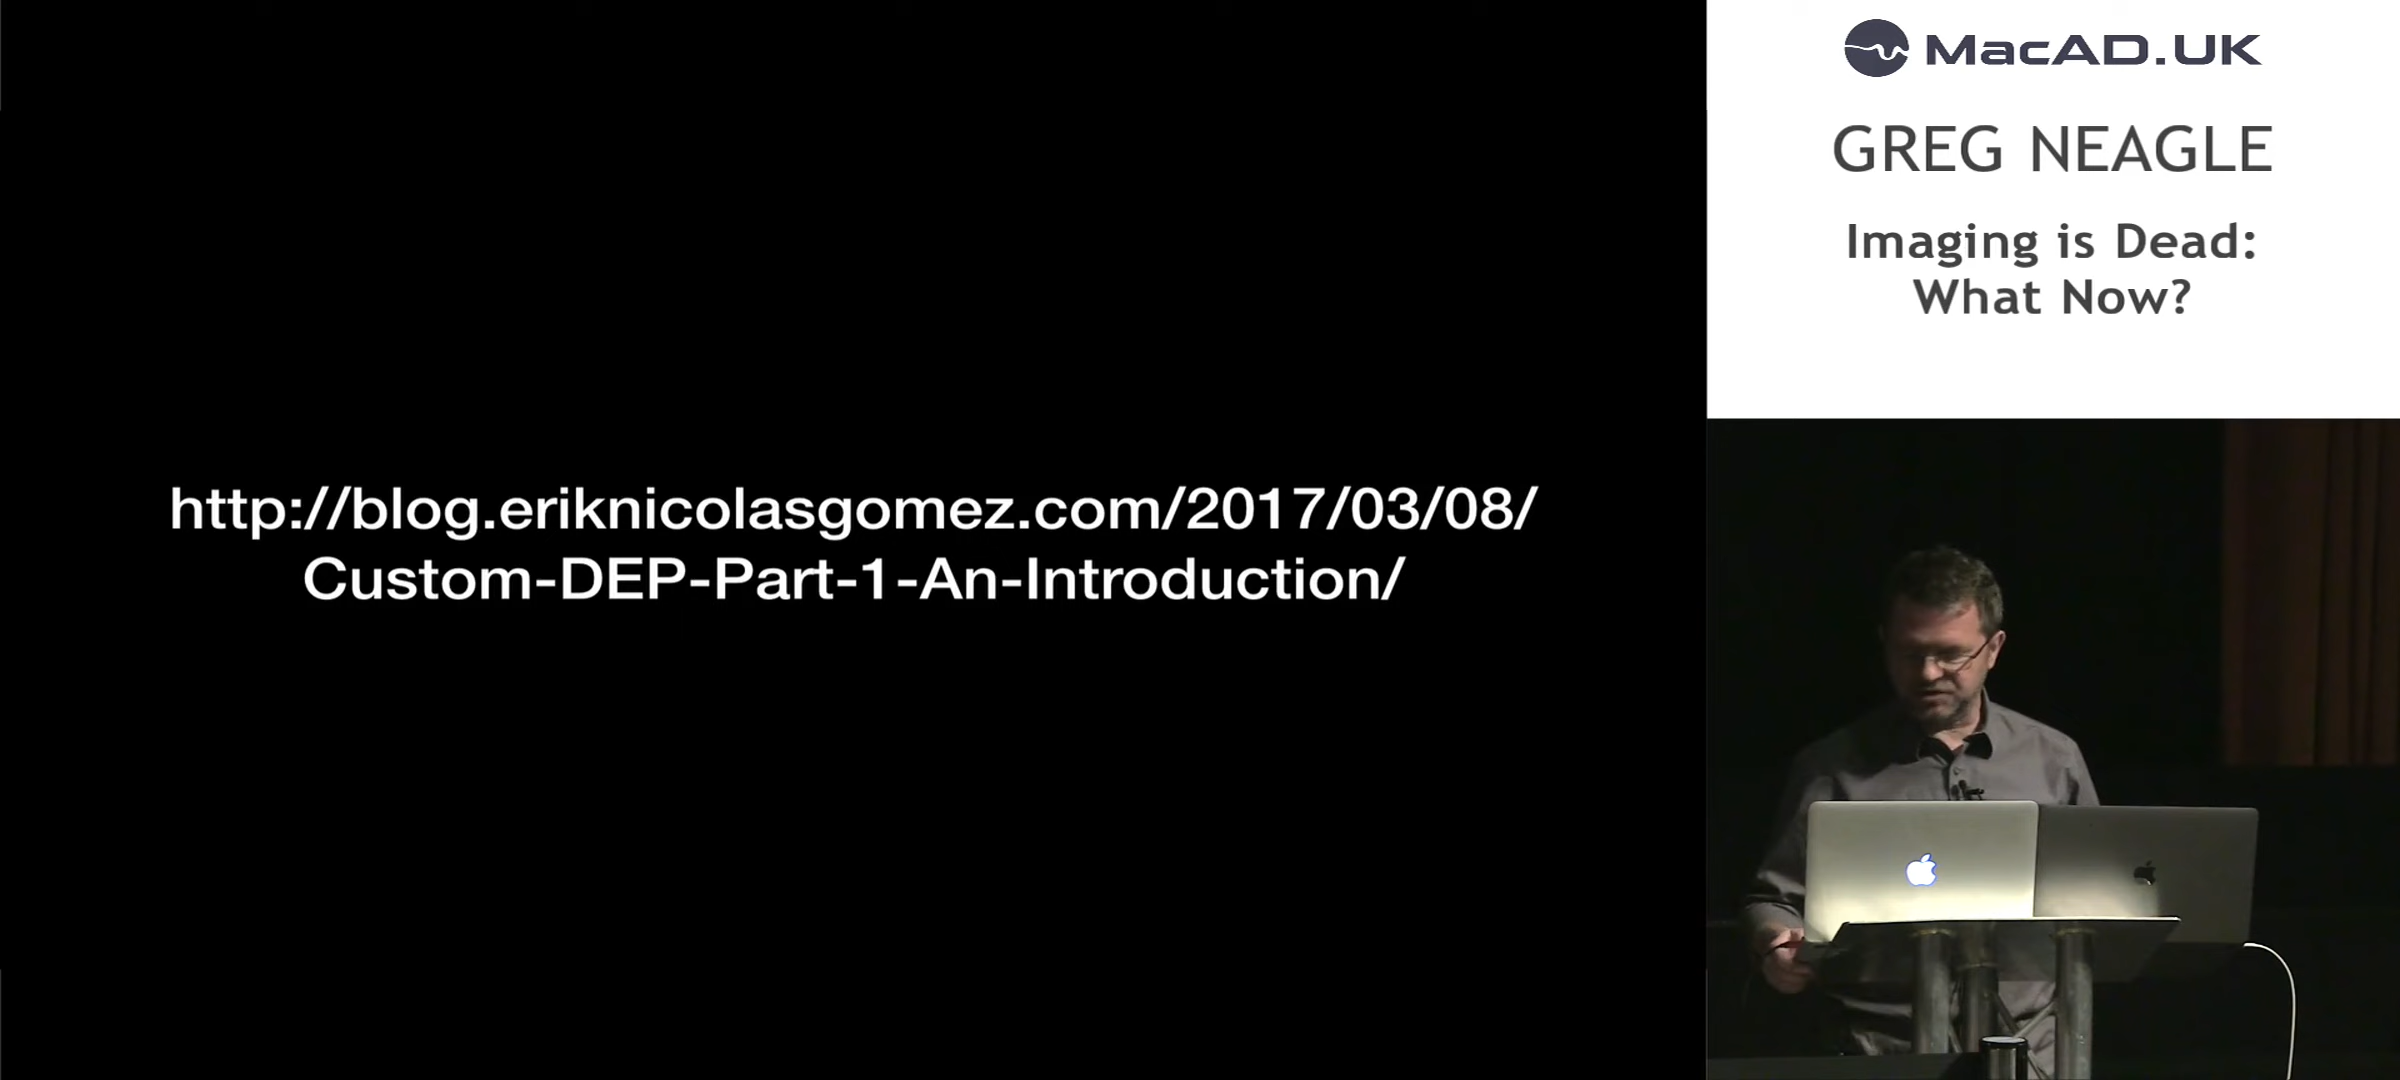 http://blog.eriknicolasgomez.com/2017/03/08/
Custom-DEP-Part-1-An-Introduction/
MacAD.UK
GREG NEAGLE
Imaging is Dead:
What Now?